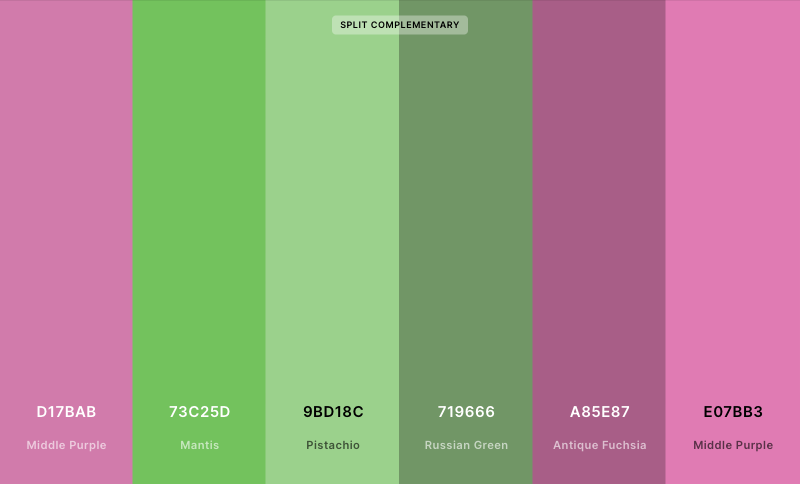 SPLIT COMPLEMENTARY
D17BAB 73C25D 9BD18C 719666 A85E87 E07BB3
Middle Purple Mantis Pistachio Russian Green Antique Fuchsia Middle Purple